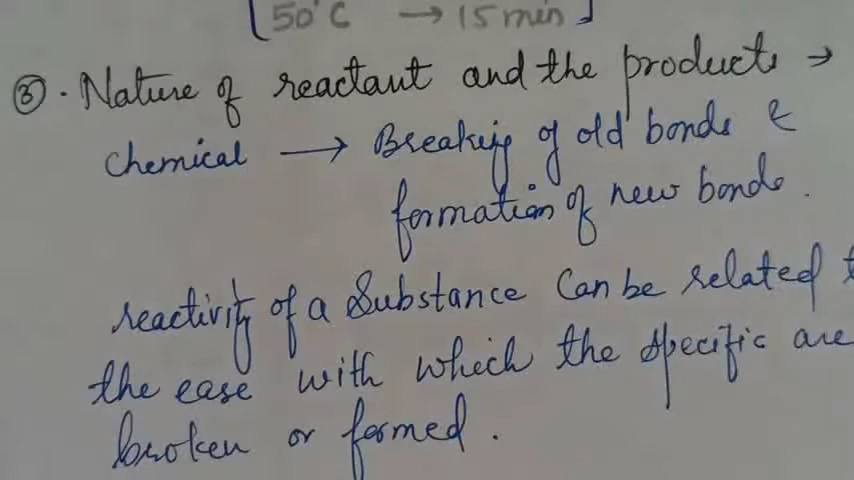 [50°C → 15 min]
③. Nature of reactant and the products →
chemical → Breaking of old bonds &
formation of new bonds.
reactivity of a Substance Can be related t
the ease with which the specific are
broken or formed.